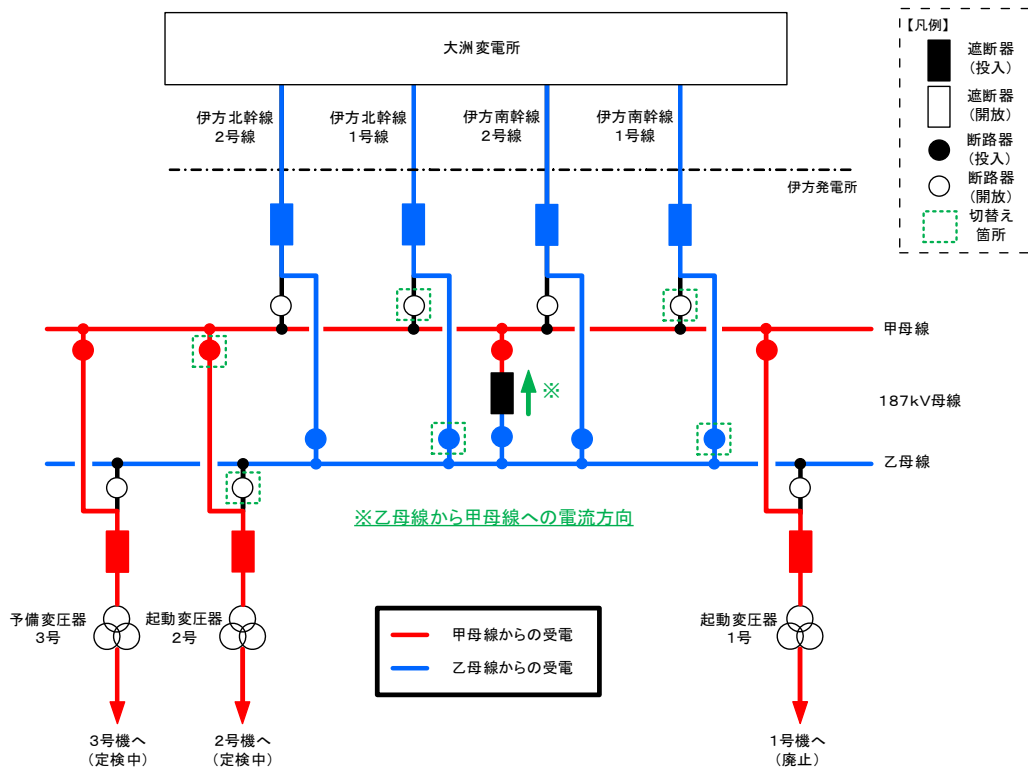 大洲変電所
伊方北幹線
2号線
伊方北幹線
1号線
伊方南幹線
2号線
伊方南幹線
1号線
伊方発電所
【凡例】
遮断器
(投入)
遮断器
(開放)
断路器
(投入)
断路器
(開放)
切替え
箇所
甲母線
※
187kV母線
乙母線
※乙母線から甲母線への電流方向
予備変圧器
3号
起動変圧器
2号
起動変圧器
1号
甲母線からの受電
乙母線からの受電
3号機へ
(定検中)
2号機へ
(定検中)
1号機へ
(廃止)